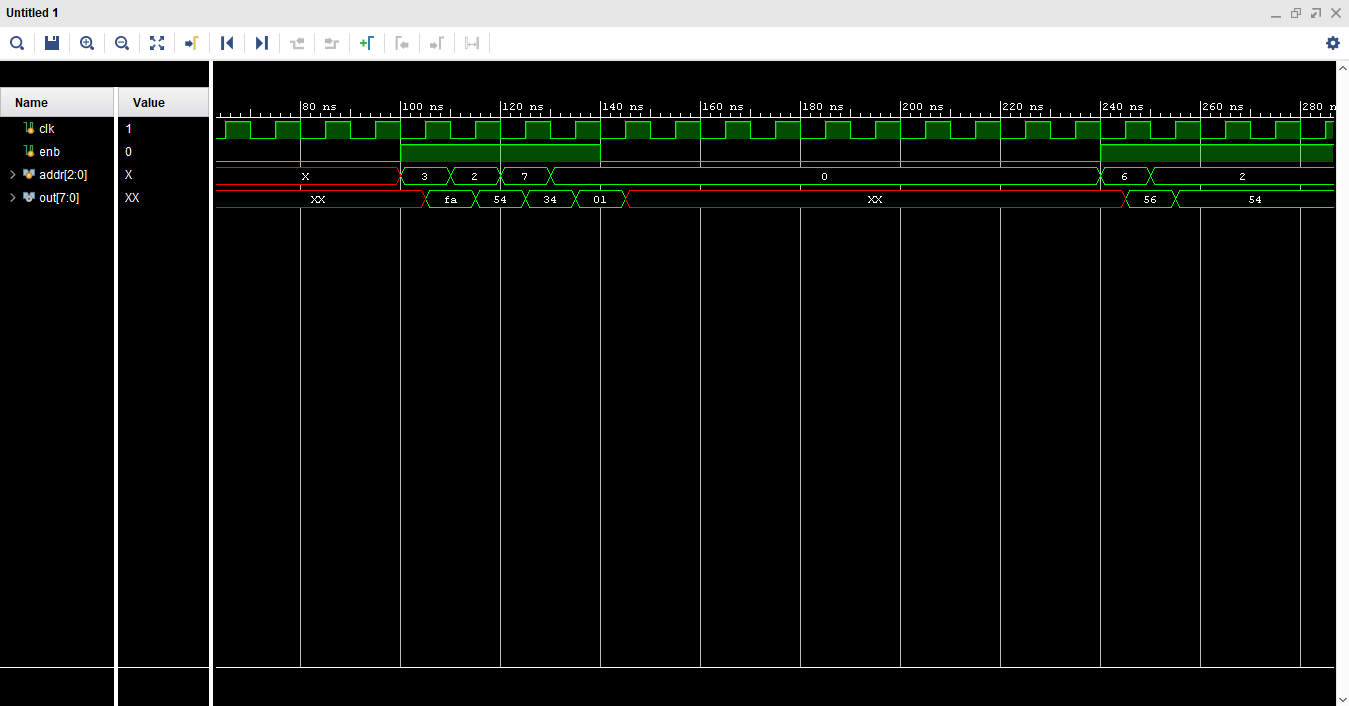 Untitled 1
Name Value
80 ns 100 ns 120 ns 140 ns 160 ns 180 ns 200 ns 220 ns 240 ns 260 ns 280 n
clk 1
enb 0
addr[2:0] X X 3 2 7 0 6 2
out[7:0] XX XX fa 54 34 01 XX 56 54